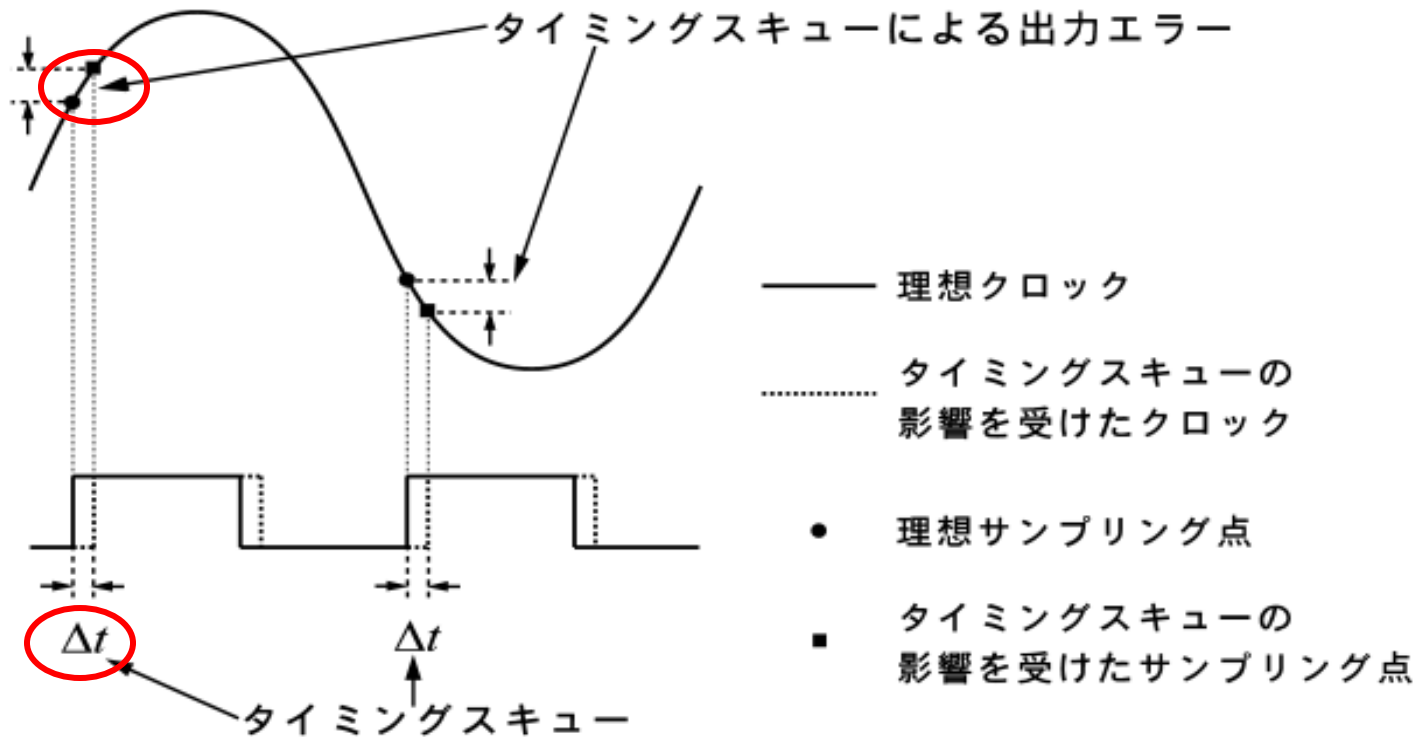 タイミングスキューによる出力エラー
理想クロック
タイミングスキューの
影響を受けたクロック
理想サンプリング点
タイミングスキューの
影響を受けたサンプリング点
Δt
Δt
タイミングスキュー